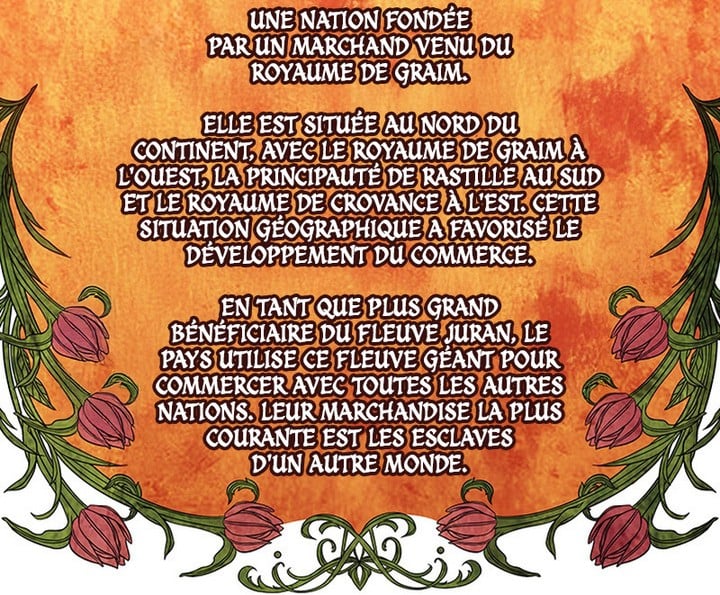 UNE NATION FONDÉE
PAR UN MARCHAND VENU DU
ROYAUME DE GRAIM.
ELLE EST SITUÉE AU NORD DU
CONTINENT, AVEC LE ROYAUME DE GRAIM À
L'OUEST, LA PRINCIPAUTÉ DE RASTILLE AU SUD
ET LE ROYAUME DE CROVANCE À L'EST. CETTE
SITUATION GÉOGRAPHIQUE A FAVORISÉ LE
DÉVELOPPEMENT DU COMMERCE.
EN TANT QUE PLUS GRAND
BÉNÉFICIAIRE DU FLEUVE JURAN, LE
PAYS UTILISE CE FLEUVE GÉANT POUR
COMMERCER AVEC TOUTES LES AUTRES
NATIONS. LEUR MARCHANDISE LA PLUS
COURANTE EST LES ESCLAVES
D'UN AUTRE MONDE.